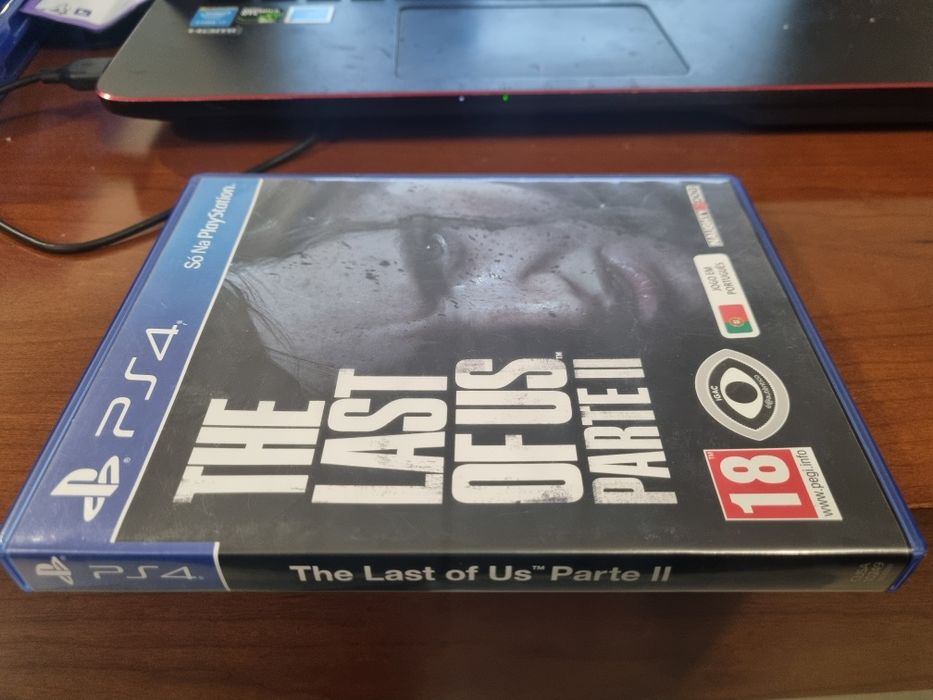 PS4
Só Na PlayStation®
THE
LAST
OF US™
PARTE II
JOGO EM
PORTUGUÊS
IGAC
18
www.pegi.info
PS4
The Last of Us™ Parte II